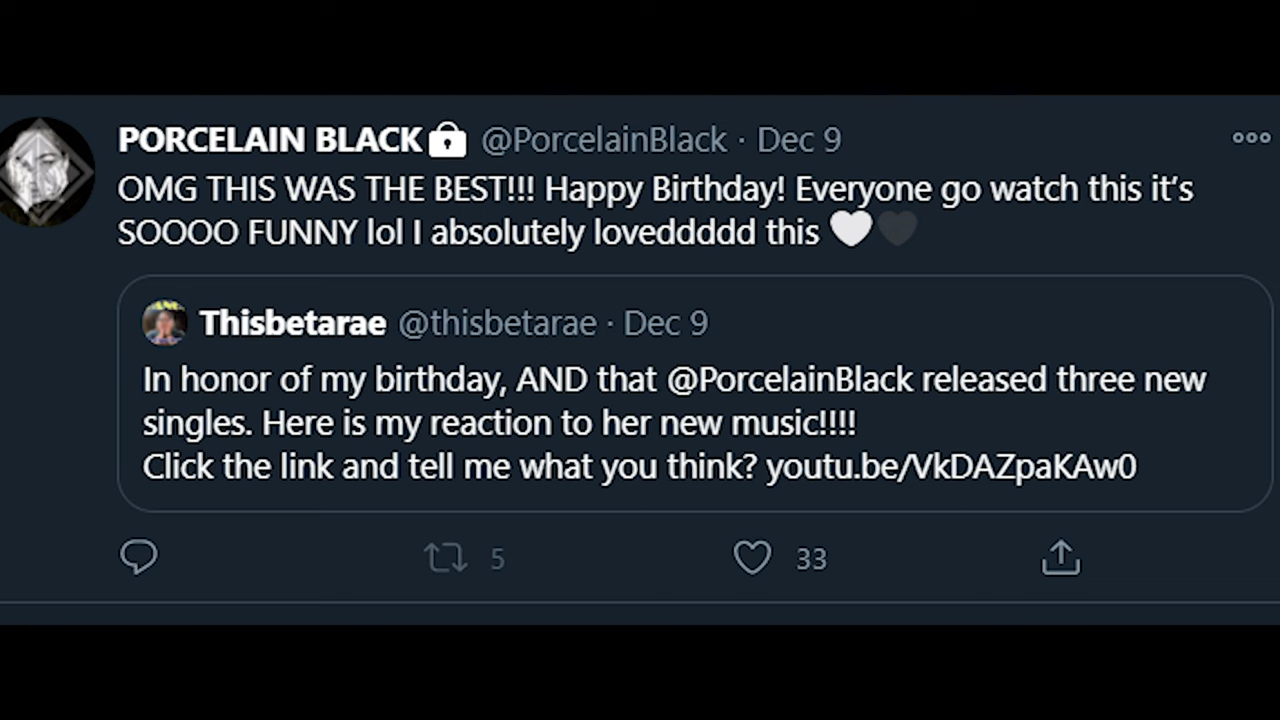 PORCELAIN BLACK @PorcelainBlack · Dec 9
OMG THIS WAS THE BEST!!! Happy Birthday! Everyone go watch this it's
SOOOO FUNNY lol I absolutely loveddddd this 🤍🖤
Thisbetarae @thisbetarae · Dec 9
In honor of my birthday, AND that @PorcelainBlack released three new
singles. Here is my reaction to her new music!!!!
Click the link and tell me what you think? youtu.be/VkDAZpaKAw0
5 33